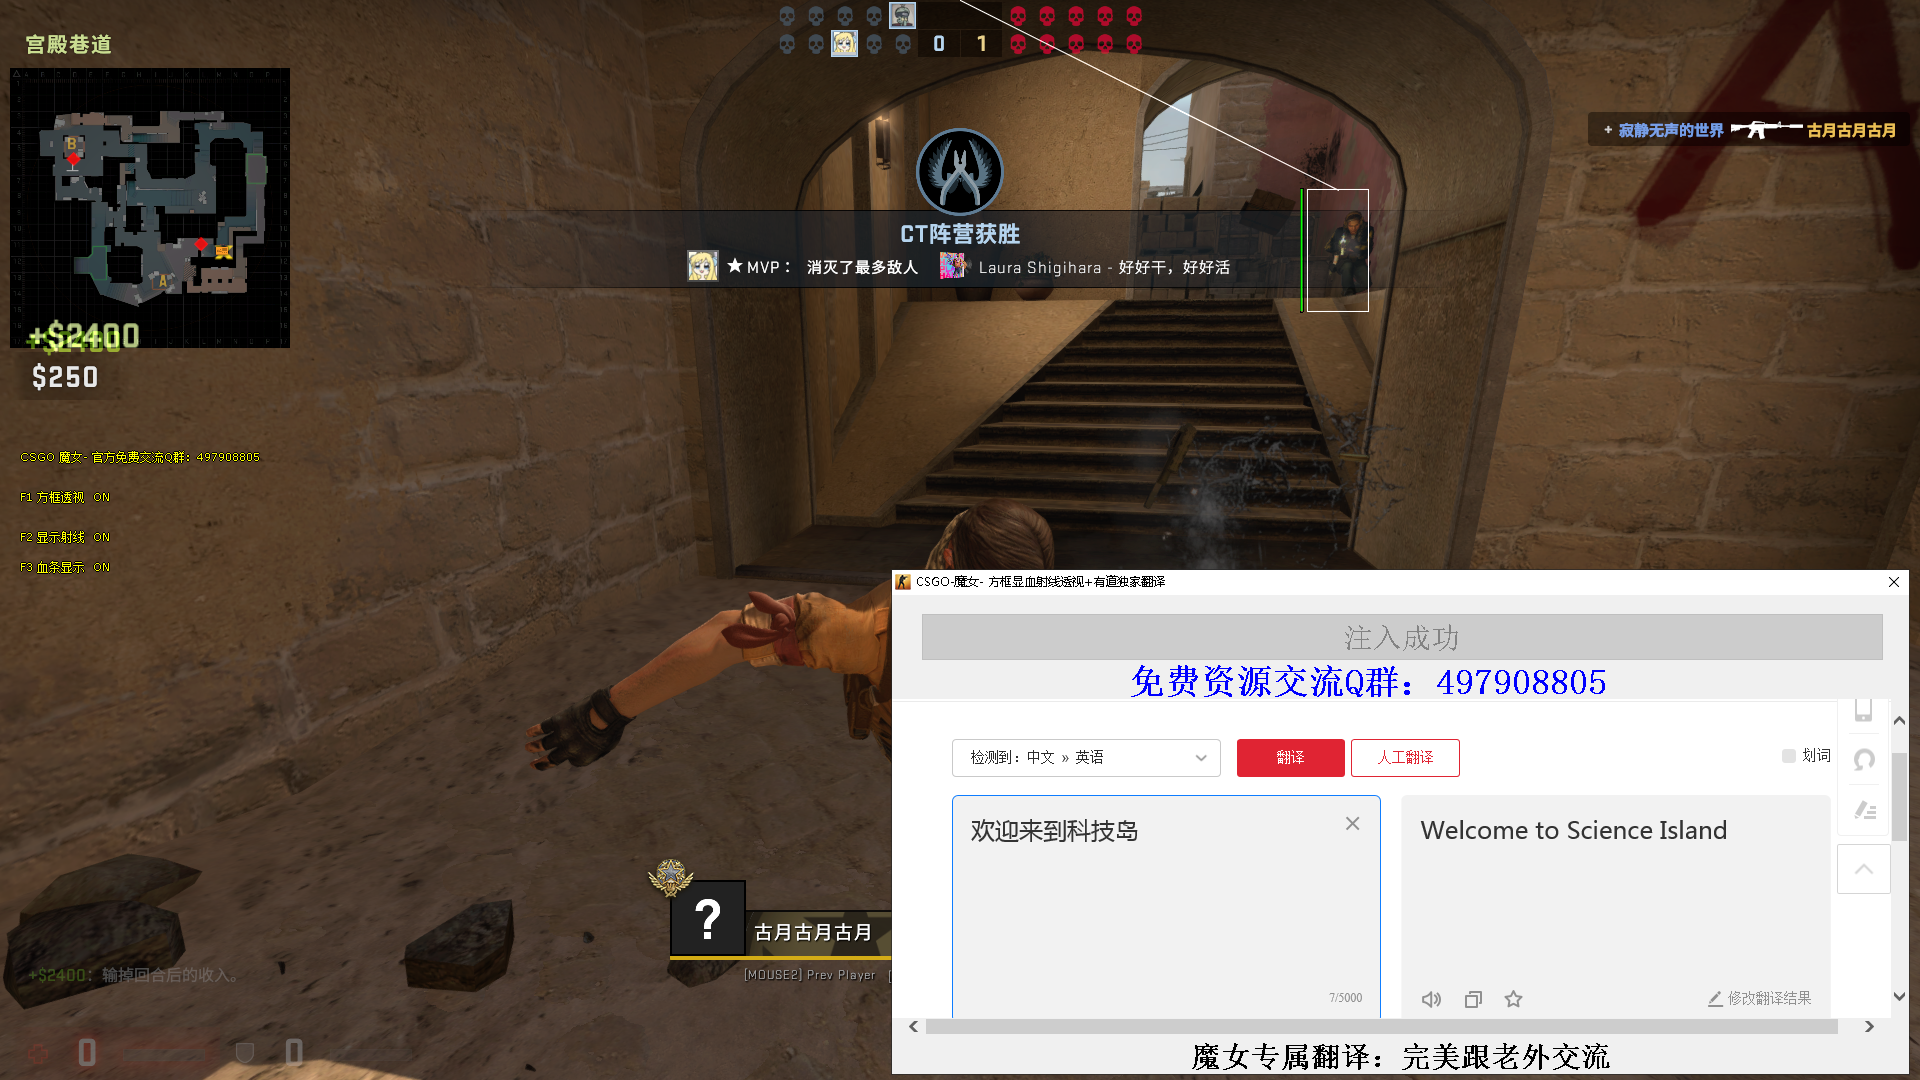 宫殿巷道
0 1
B
A
+$2400
+$2400
$250
+ 寂静无声的世界 古月古月古月
CT阵营获胜
★MVP： 消灭了最多敌人 Laura Shigihara - 好好干，好好活
CSGO 魔女- 官方免费交流Q群：497908805
F1 方框透视 ON
F2 显示射线 ON
F3 血条显示 ON
CSGO-魔女- 方框显血射线透视+有道独家翻译
注入成功
免费资源交流Q群：497908805
检测到：中文 » 英语
翻译
人工翻译
划词
欢迎来到科技岛
Welcome to Science Island
7/5000
修改翻译结果
魔女专属翻译：完美跟老外交流
?
古月古月古月
[MOUSE2] Prev Player
+$2400：输掉回合后的收入。
0 0